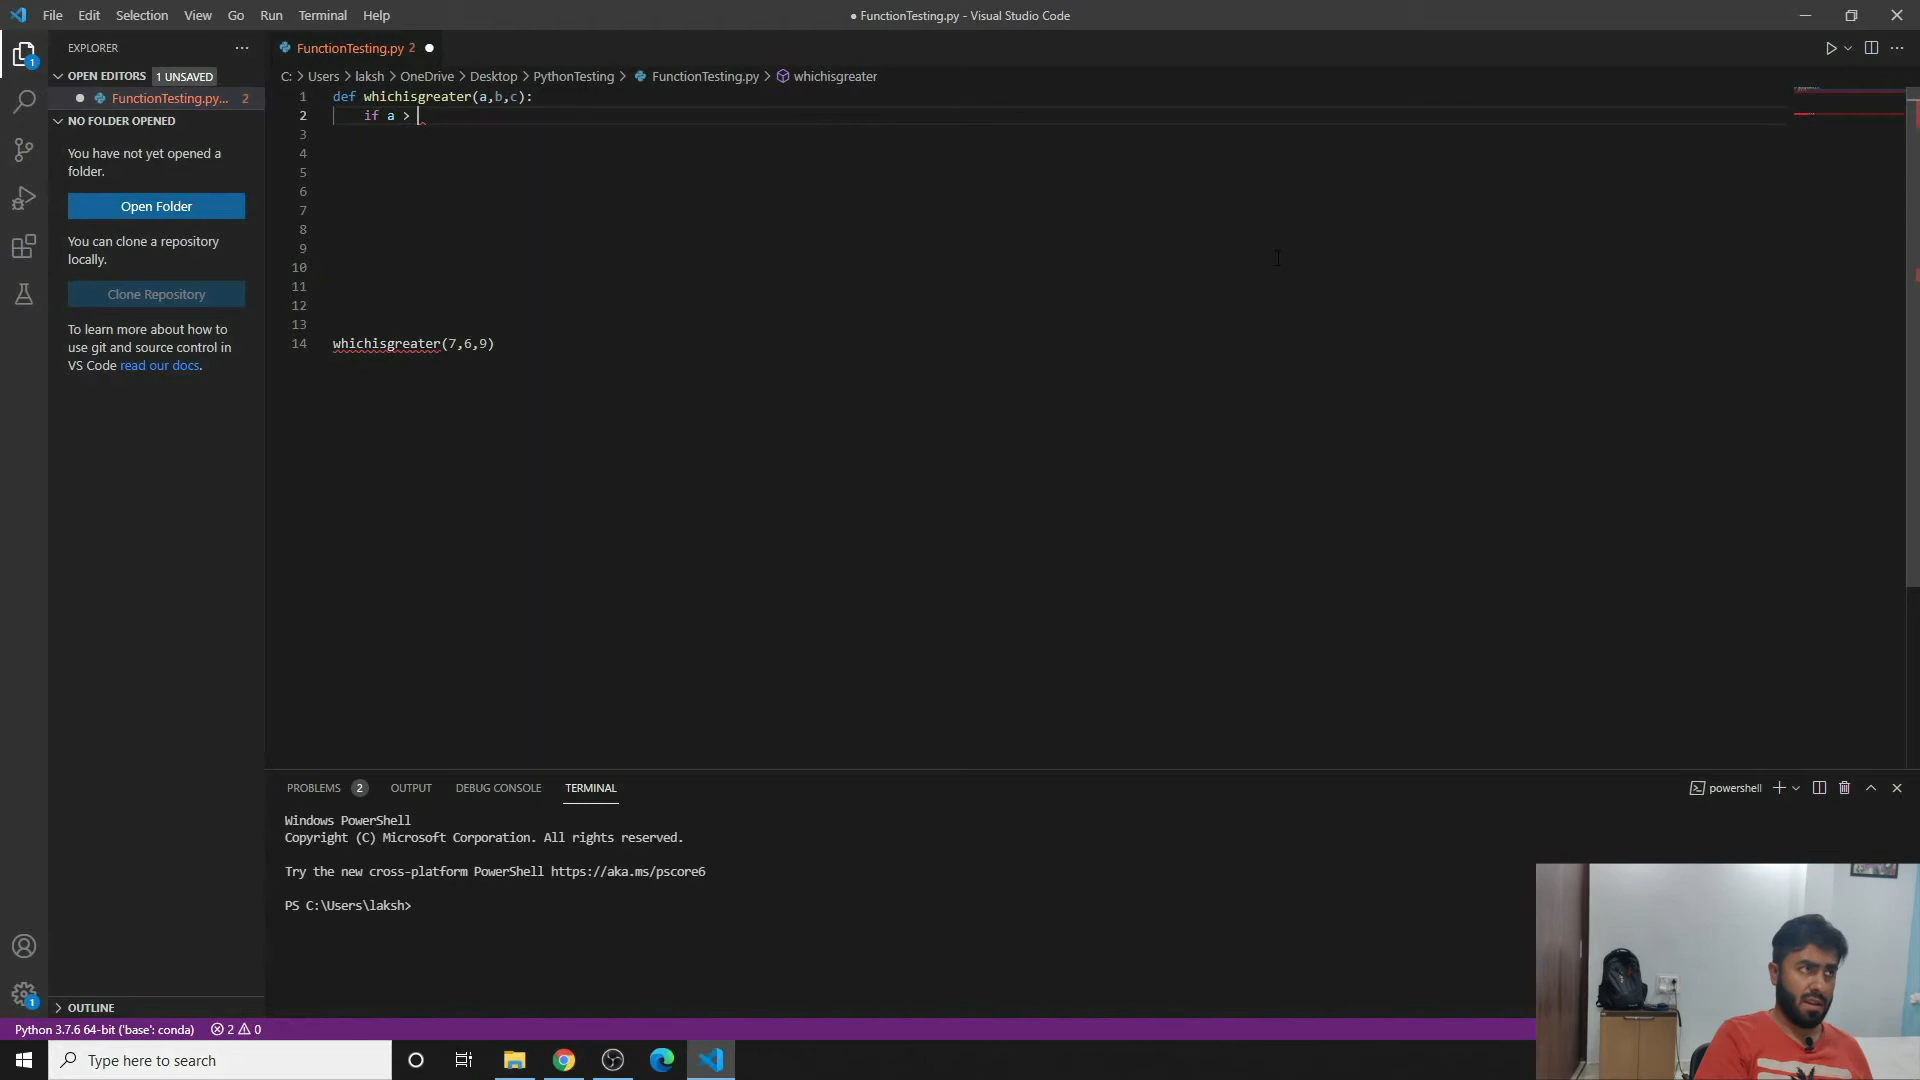 File Edit Selection View Go Run Terminal Help
● FunctionTesting.py - Visual Studio Code
EXPLORER
OPEN EDITORS 1 UNSAVED
FunctionTesting.py... 2
NO FOLDER OPENED
You have not yet opened a
folder.
Open Folder
You can clone a repository
locally.
Clone Repository
To learn more about how to
use git and source control in
VS Code read our docs.
OUTLINE
1
1
FunctionTesting.py 2
C: > Users > laksh > OneDrive > Desktop > PythonTesting > FunctionTesting.py > whichisgreater
1 def whichisgreater(a,b,c):
2 if a >
3
4
5
6
7
8
9
10
11
12
13
14 whichisgreater(7,6,9)
PROBLEMS 2 OUTPUT DEBUG CONSOLE TERMINAL
powershell
Windows PowerShell
Copyright (C) Microsoft Corporation. All rights reserved.
Try the new cross-platform PowerShell https://aka.ms/pscore6
PS C:\Users\laksh>
Python 3.7.6 64-bit ('base': conda) 2 0
Type here to search